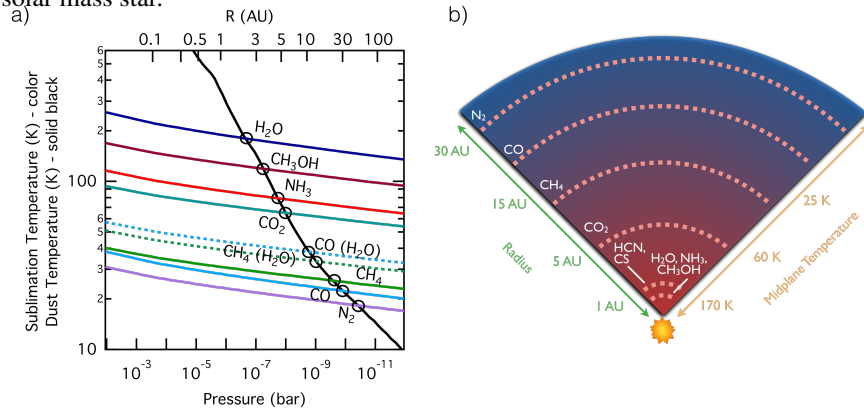 solar mass star.
a)
R (AU)
0.1 0.5 1 3 5 10 30 100
6
4
3
2
100
6
4
3
2
10
Sublimation Temperature (K) - color
Dust Temperature (K) - solid black
H₂O
CH₃OH
NH₃
CO₂
CO (H₂O)
CH₄ (H₂O)
CH₄
CO
N₂
10⁻³ 10⁻⁵ 10⁻⁷ 10⁻⁹ 10⁻¹¹
Pressure (bar)
b)
N₂
30 AU
CO
15 AU
CH₄
25 K
CO₂
5 AU
60 K
HCN,
CS
H₂O, NH₃,
CH₃OH
1 AU
170 K
Radius
Midplane Temperature